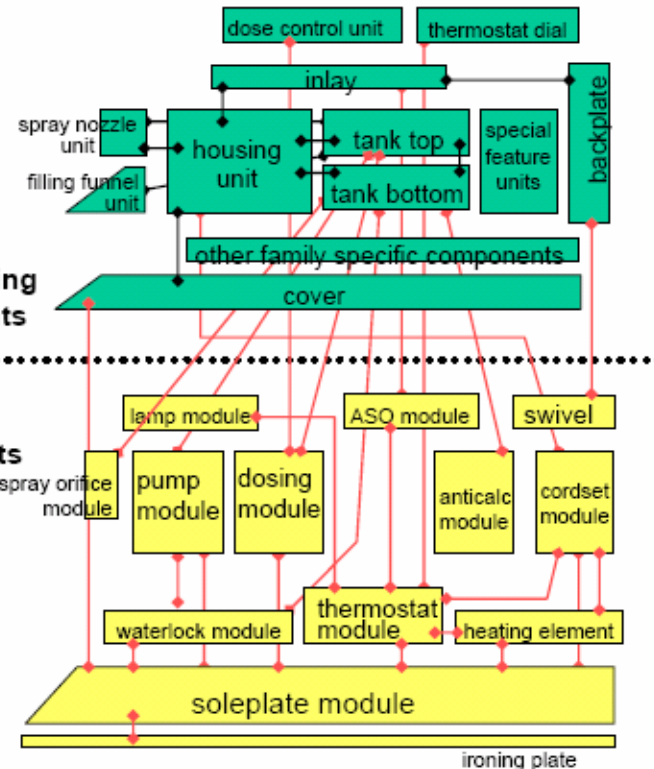 dose control unit
thermostat dial
inlay
backplate
spray nozzle
unit
housing
unit
tank top
special
feature
units
filling funnel
unit
tank bottom
other family specific components
ng
ts
cover
lamp module
ASO module
swivel
ts
spray orifice
module
pump
module
dosing
module
anticalc
module
cordset
module
thermostat
module
waterlock module
heating element
soleplate module
ironing plate